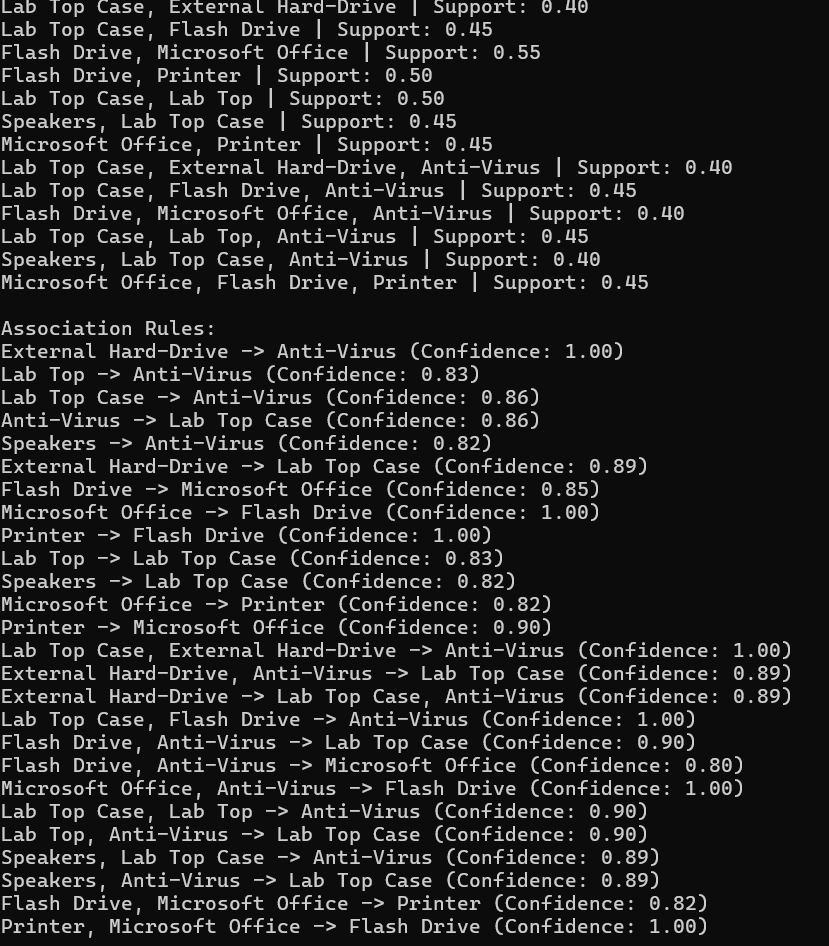 Lab Top Case, External Hard-Drive | Support: 0.40
Lab Top Case, Flash Drive | Support: 0.45
Flash Drive, Microsoft Office | Support: 0.55
Flash Drive, Printer | Support: 0.50
Lab Top Case, Lab Top | Support: 0.50
Speakers, Lab Top Case | Support: 0.45
Microsoft Office, Printer | Support: 0.45
Lab Top Case, External Hard-Drive, Anti-Virus | Support: 0.40
Lab Top Case, Flash Drive, Anti-Virus | Support: 0.45
Flash Drive, Microsoft Office, Anti-Virus | Support: 0.40
Lab Top Case, Lab Top, Anti-Virus | Support: 0.45
Speakers, Lab Top Case, Anti-Virus | Support: 0.40
Microsoft Office, Flash Drive, Printer | Support: 0.45
Association Rules:
External Hard-Drive -> Anti-Virus (Confidence: 1.00)
Lab Top -> Anti-Virus (Confidence: 0.83)
Lab Top Case -> Anti-Virus (Confidence: 0.86)
Anti-Virus -> Lab Top Case (Confidence: 0.86)
Speakers -> Anti-Virus (Confidence: 0.82)
External Hard-Drive -> Lab Top Case (Confidence: 0.89)
Flash Drive -> Microsoft Office (Confidence: 0.85)
Microsoft Office -> Flash Drive (Confidence: 1.00)
Printer -> Flash Drive (Confidence: 1.00)
Lab Top -> Lab Top Case (Confidence: 0.83)
Speakers -> Lab Top Case (Confidence: 0.82)
Microsoft Office -> Printer (Confidence: 0.82)
Printer -> Microsoft Office (Confidence: 0.90)
Lab Top Case, External Hard-Drive -> Anti-Virus (Confidence: 1.00)
External Hard-Drive, Anti-Virus -> Lab Top Case (Confidence: 0.89)
External Hard-Drive -> Lab Top Case, Anti-Virus (Confidence: 0.89)
Lab Top Case, Flash Drive -> Anti-Virus (Confidence: 1.00)
Flash Drive, Anti-Virus -> Lab Top Case (Confidence: 0.90)
Flash Drive, Anti-Virus -> Microsoft Office (Confidence: 0.80)
Microsoft Office, Anti-Virus -> Flash Drive (Confidence: 1.00)
Lab Top Case, Lab Top -> Anti-Virus (Confidence: 0.90)
Lab Top, Anti-Virus -> Lab Top Case (Confidence: 0.90)
Speakers, Lab Top Case -> Anti-Virus (Confidence: 0.89)
Speakers, Anti-Virus -> Lab Top Case (Confidence: 0.89)
Flash Drive, Microsoft Office -> Printer (Confidence: 0.82)
Printer, Microsoft Office -> Flash Drive (Confidence: 1.00)